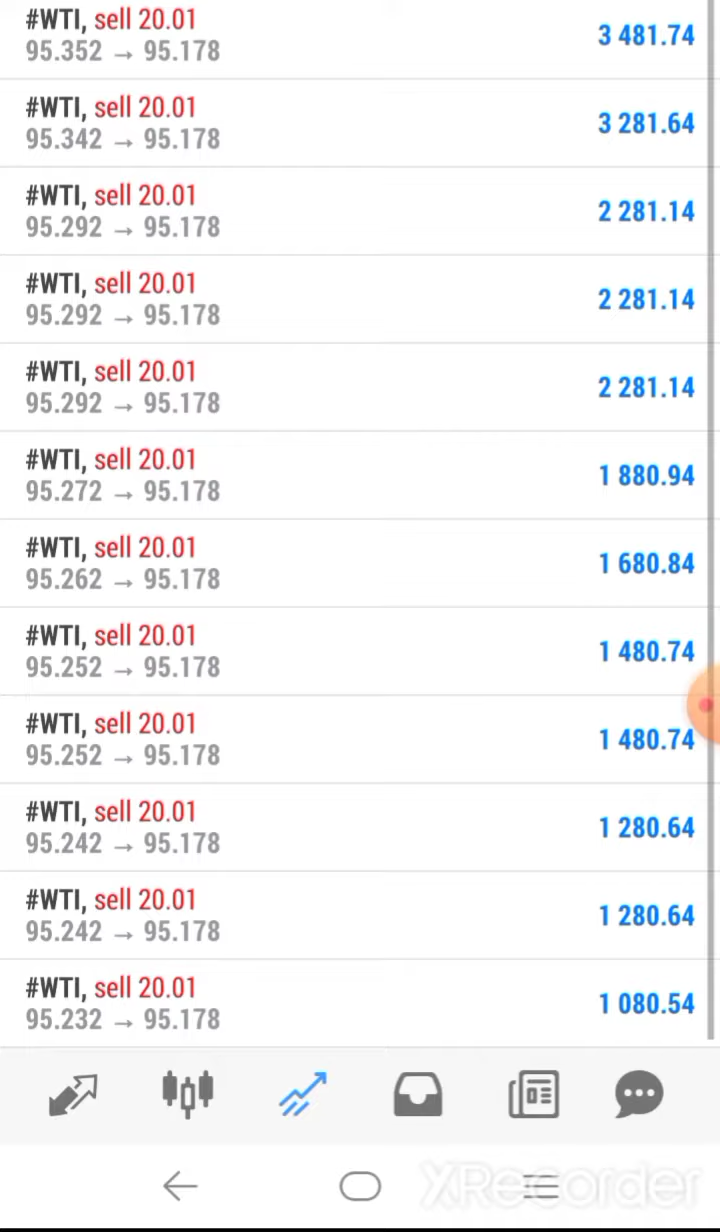 #WTI, sell 20.01
95.352 → 95.178
3 481.74
#WTI, sell 20.01
95.342 → 95.178
3 281.64
#WTI, sell 20.01
95.292 → 95.178
2 281.14
#WTI, sell 20.01
95.292 → 95.178
2 281.14
#WTI, sell 20.01
95.292 → 95.178
2 281.14
#WTI, sell 20.01
95.272 → 95.178
1 880.94
#WTI, sell 20.01
95.262 → 95.178
1 680.84
#WTI, sell 20.01
95.252 → 95.178
1 480.74
#WTI, sell 20.01
95.252 → 95.178
1 480.74
#WTI, sell 20.01
95.242 → 95.178
1 280.64
#WTI, sell 20.01
95.242 → 95.178
1 280.64
#WTI, sell 20.01
95.232 → 95.178
1 080.54
XRecorder